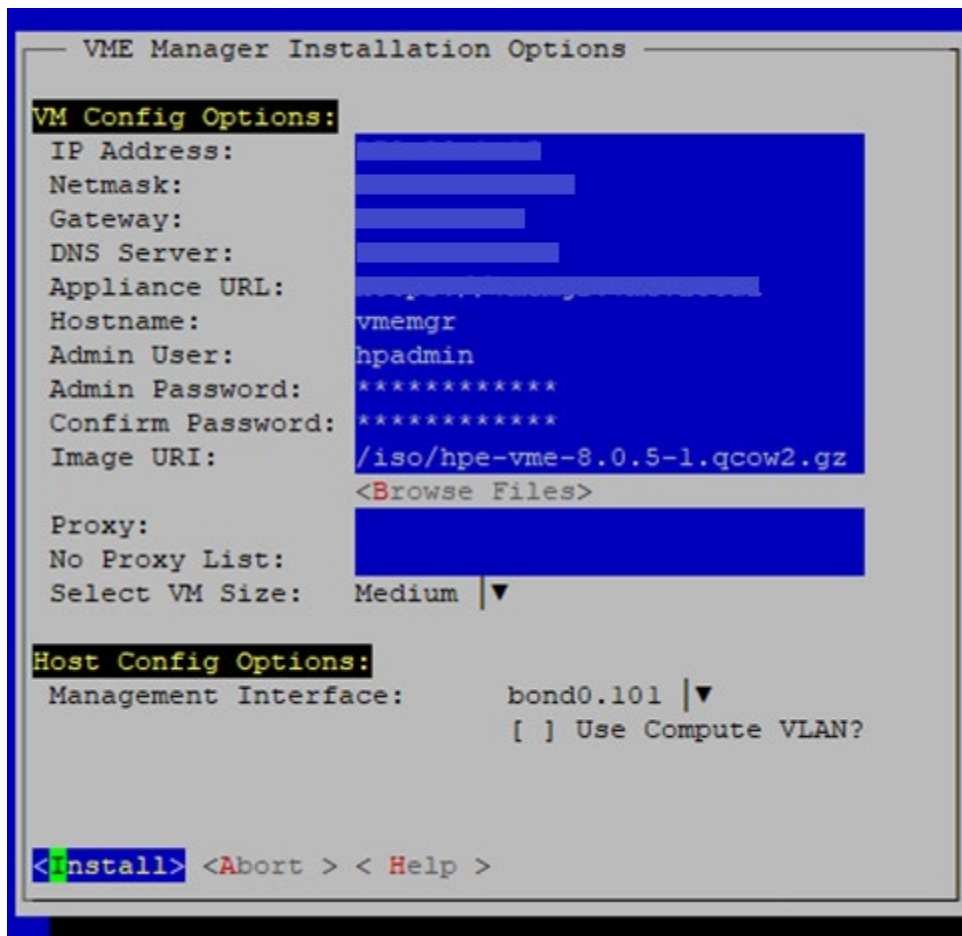 VME Manager Installation Options
VM Config Options:
IP Address:
Netmask:
Gateway:
DNS Server:
Appliance URL:
Hostname: vmemgr
Admin User: hpadmin
Admin Password: ************
Confirm Password: ************
Image URI: /iso/hpe-vme-8.0.5-1.qcow2.gz
<Browse Files>
Proxy:
No Proxy List:
Select VM Size: Medium ▼
Host Config Options:
Management Interface: bond0.101 ▼
[ ] Use Compute VLAN?
<Install> <Abort > < Help >